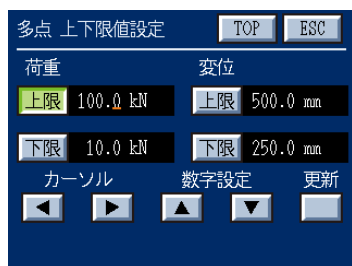 多点 上下限値設定 TOP ESC
荷重 変位
上限 100.0 kN 上限 500.0 mm
下限 10.0 kN 下限 250.0 mm
カーソル 数字設定 更新
◀ ▶ ▲ ▼